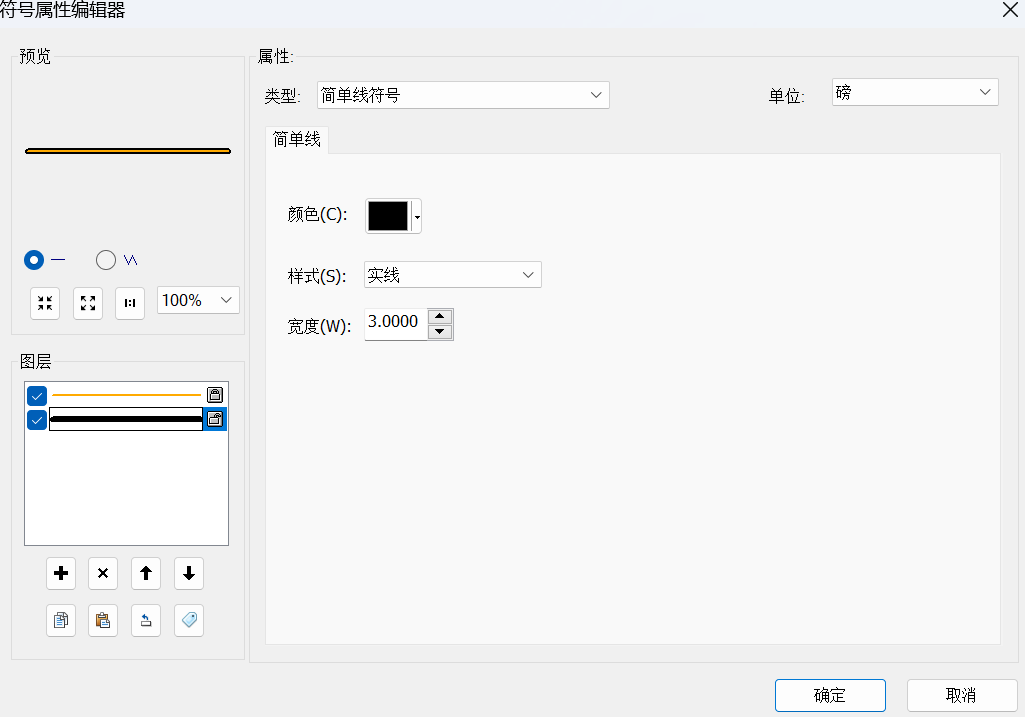 符号属性编辑器
预览
属性:
类型:
简单线符号
单位:
磅
简单线
颜色(C):
样式(S):
实线
宽度(W):
3.0000
1:1
100%
图层
确定
取消